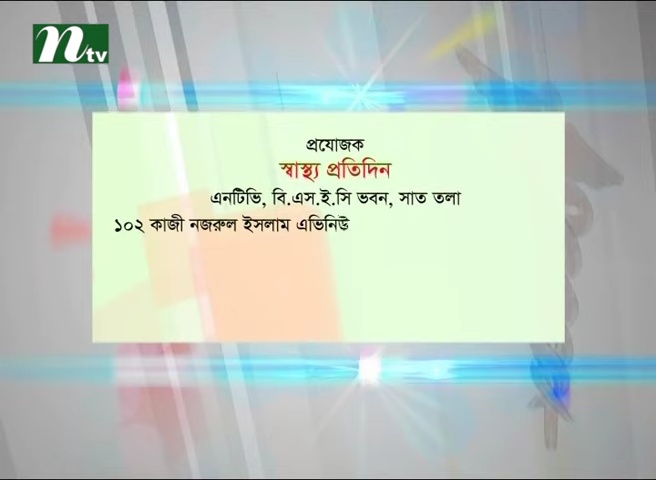 ntv
প্রযোজক
স্বাস্থ্য প্রতিদিন
এনটিভি, বি.এস.ই.সি ভবন, সাত তলা
১০২ কাজী নজরুল ইসলাম এভিনিউ